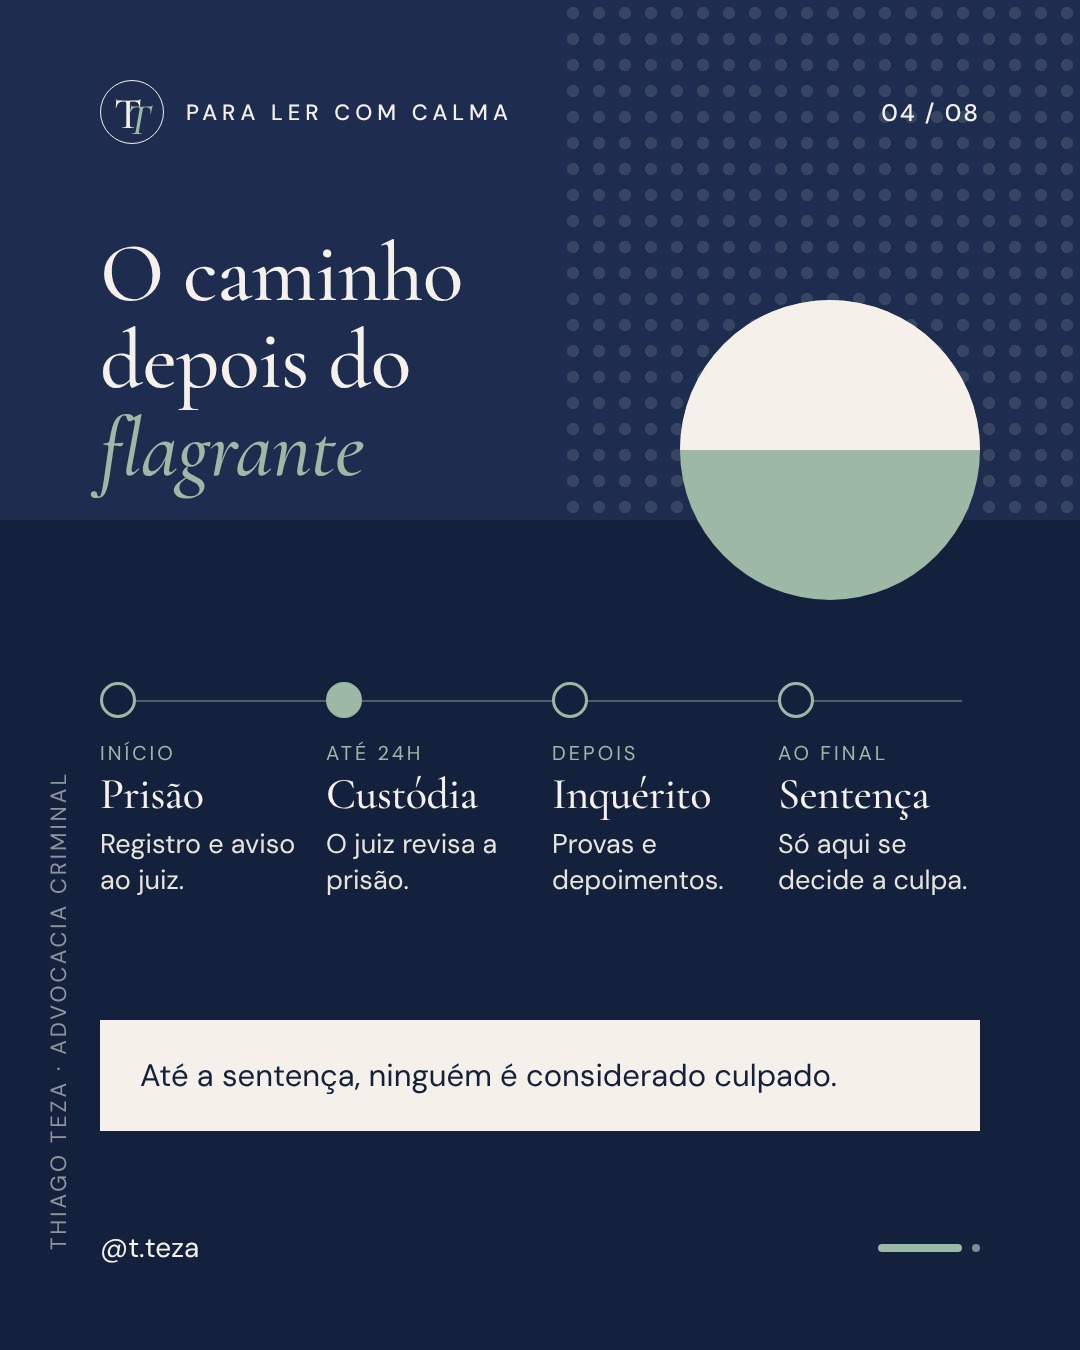 TT
PARA LER COM CALMA
04 / 08
O caminho
depois do
flagrante
INÍCIO
Prisão
Registro e aviso
ao juiz.
ATÉ 24H
Custódia
O juiz revisa a
prisão.
DEPOIS
Inquérito
Provas e
depoimentos.
AO FINAL
Sentença
Só aqui se
decide a culpa.
Até a sentença, ninguém é considerado culpado.
THIAGO TEZA · ADVOCACIA CRIMINAL
@t.teza